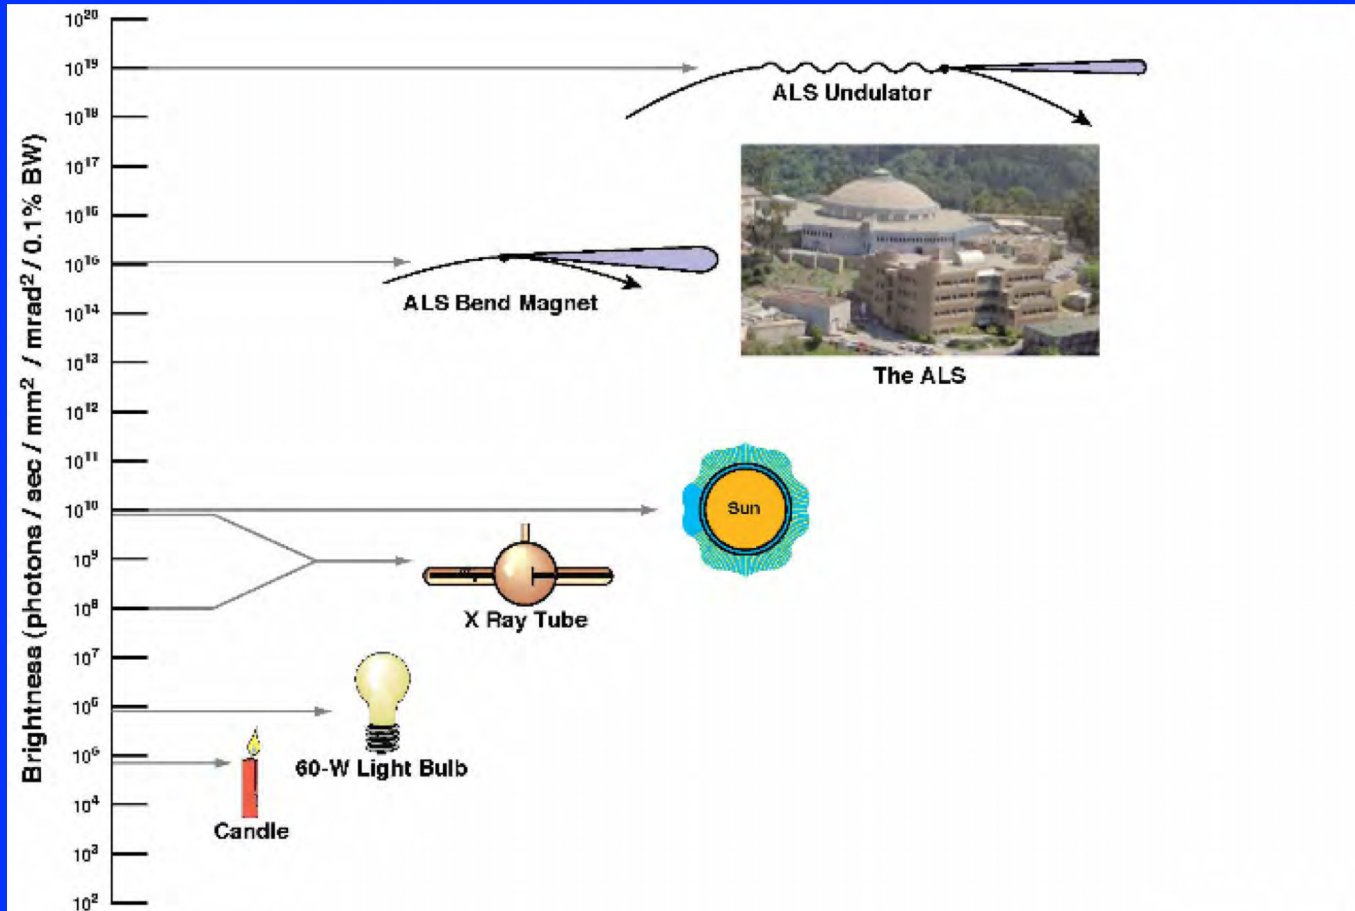 10²⁰
10¹⁹
10¹⁸
10¹⁷
10¹⁶
10¹⁶
10¹⁴
10¹³
10¹²
10¹¹
10¹⁰
10⁹
10⁸
10⁷
10⁶
10⁶
10⁴
10³
10²
Brightness (photons / sec / mm² / mrad² / 0.1% BW)
ALS Undulator
ALS Bend Magnet
The ALS
Sun
X Ray Tube
60-W Light Bulb
Candle